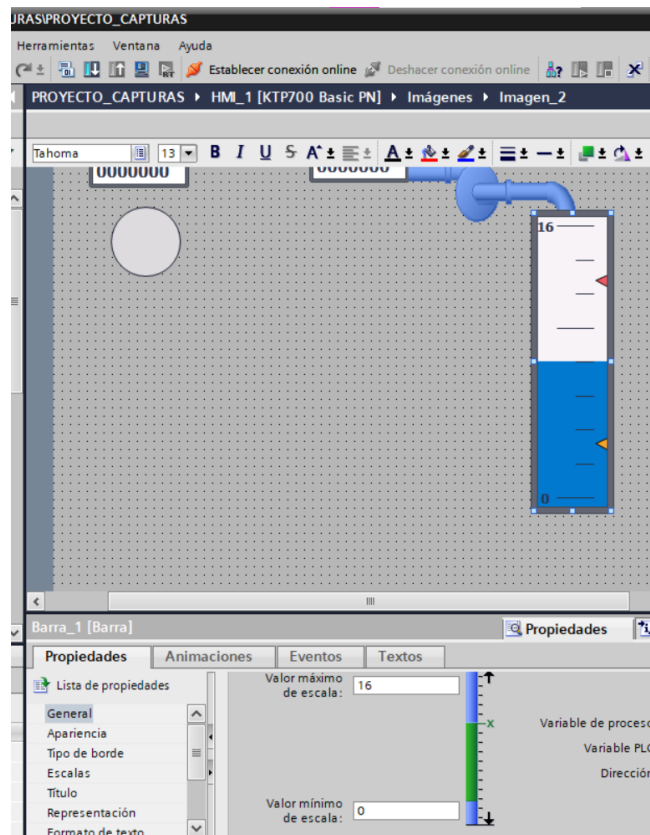 URAS\PROYECTO_CAPTURAS
Herramientas Ventana Ayuda
Establecer conexión online Deshacer conexión online
PROYECTO_CAPTURAS HMI_1 [KTP700 Basic PN] Imágenes Imagen_2
Tahoma 13 B I U S A A
0000000 0000000
16
0
Barra_1 [Barra] Propiedades
Propiedades Animaciones Eventos Textos
Lista de propiedades
General
Apariencia
Tipo de borde
Escalas
Título
Representación
Formato de texto
Valor máximo
de escala: 16
x
Variable de proceso
Variable PLC
Dirección
Valor mínimo
de escala: 0